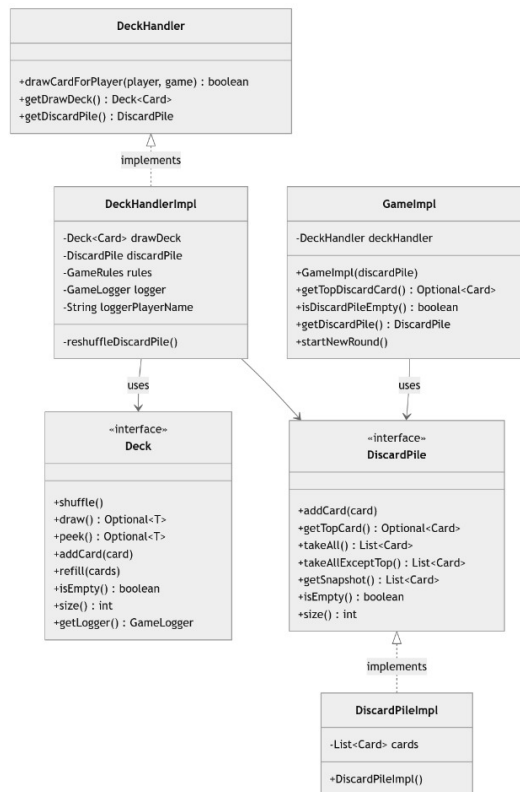 DeckHandler
+drawCardForPlayer(player, game) : boolean
+getDrawDeck() : Deck<Card>
+getDiscardPile() : DiscardPile
implements
DeckHandlerImpl
-Deck<Card> drawDeck
-DiscardPile discardPile
-GameRules rules
-GameLogger logger
-String loggerPlayerName
-reshuffleDiscardPile()
GameImpl
-DeckHandler deckHandler
+GameImpl(discardPile)
+getTopDiscardCard() : Optional<Card>
+isDiscardPileEmpty() : boolean
+getDiscardPile() : DiscardPile
+startNewRound()
uses
uses
«interface»
Deck
+shuffle()
+draw() : Optional<T>
+peek() : Optional<T>
+addCard(card)
+refill(cards)
+isEmpty() : boolean
+size() : int
+getLogger() : GameLogger
«interface»
DiscardPile
+addCard(card)
+getTopCard() : Optional<Card>
+takeAll() : List<Card>
+takeAllExceptTop() : List<Card>
+getSnapshot() : List<Card>
+isEmpty() : boolean
+size() : int
implements
DiscardPileImpl
-List<Card> cards
+DiscardPileImpl()